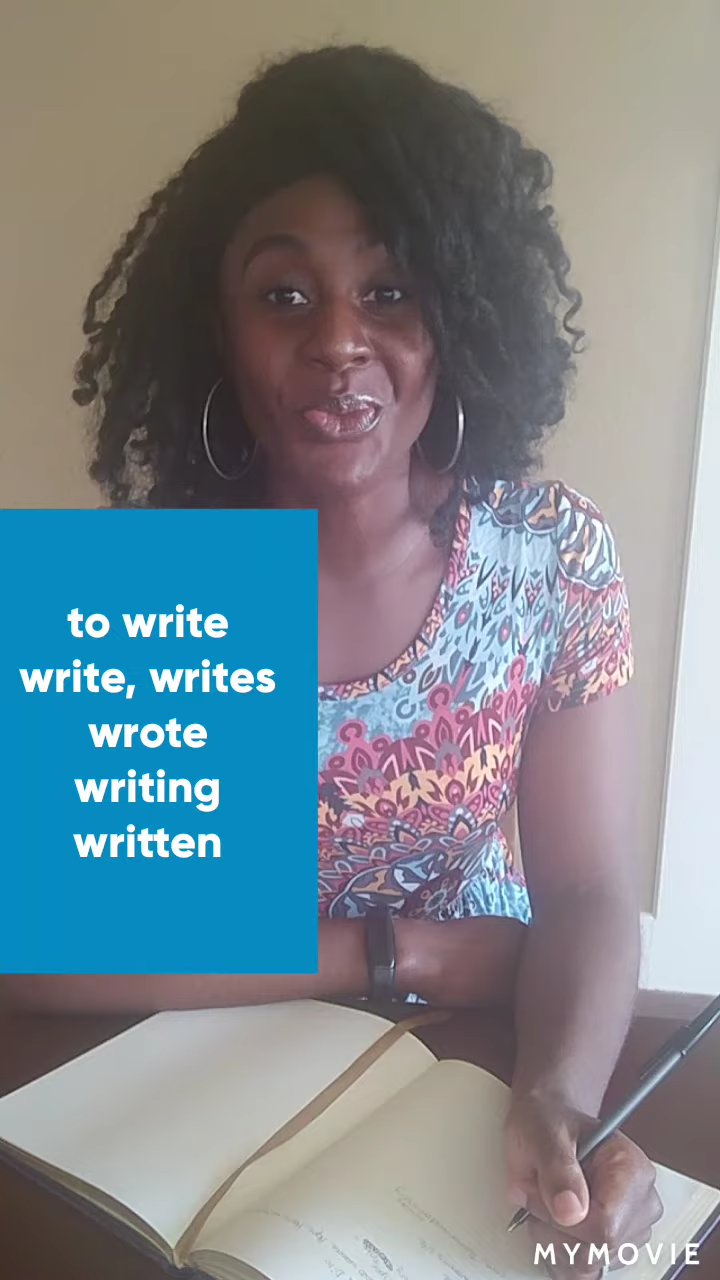 to write
write, writes
wrote
writing
written
MYMOVIE